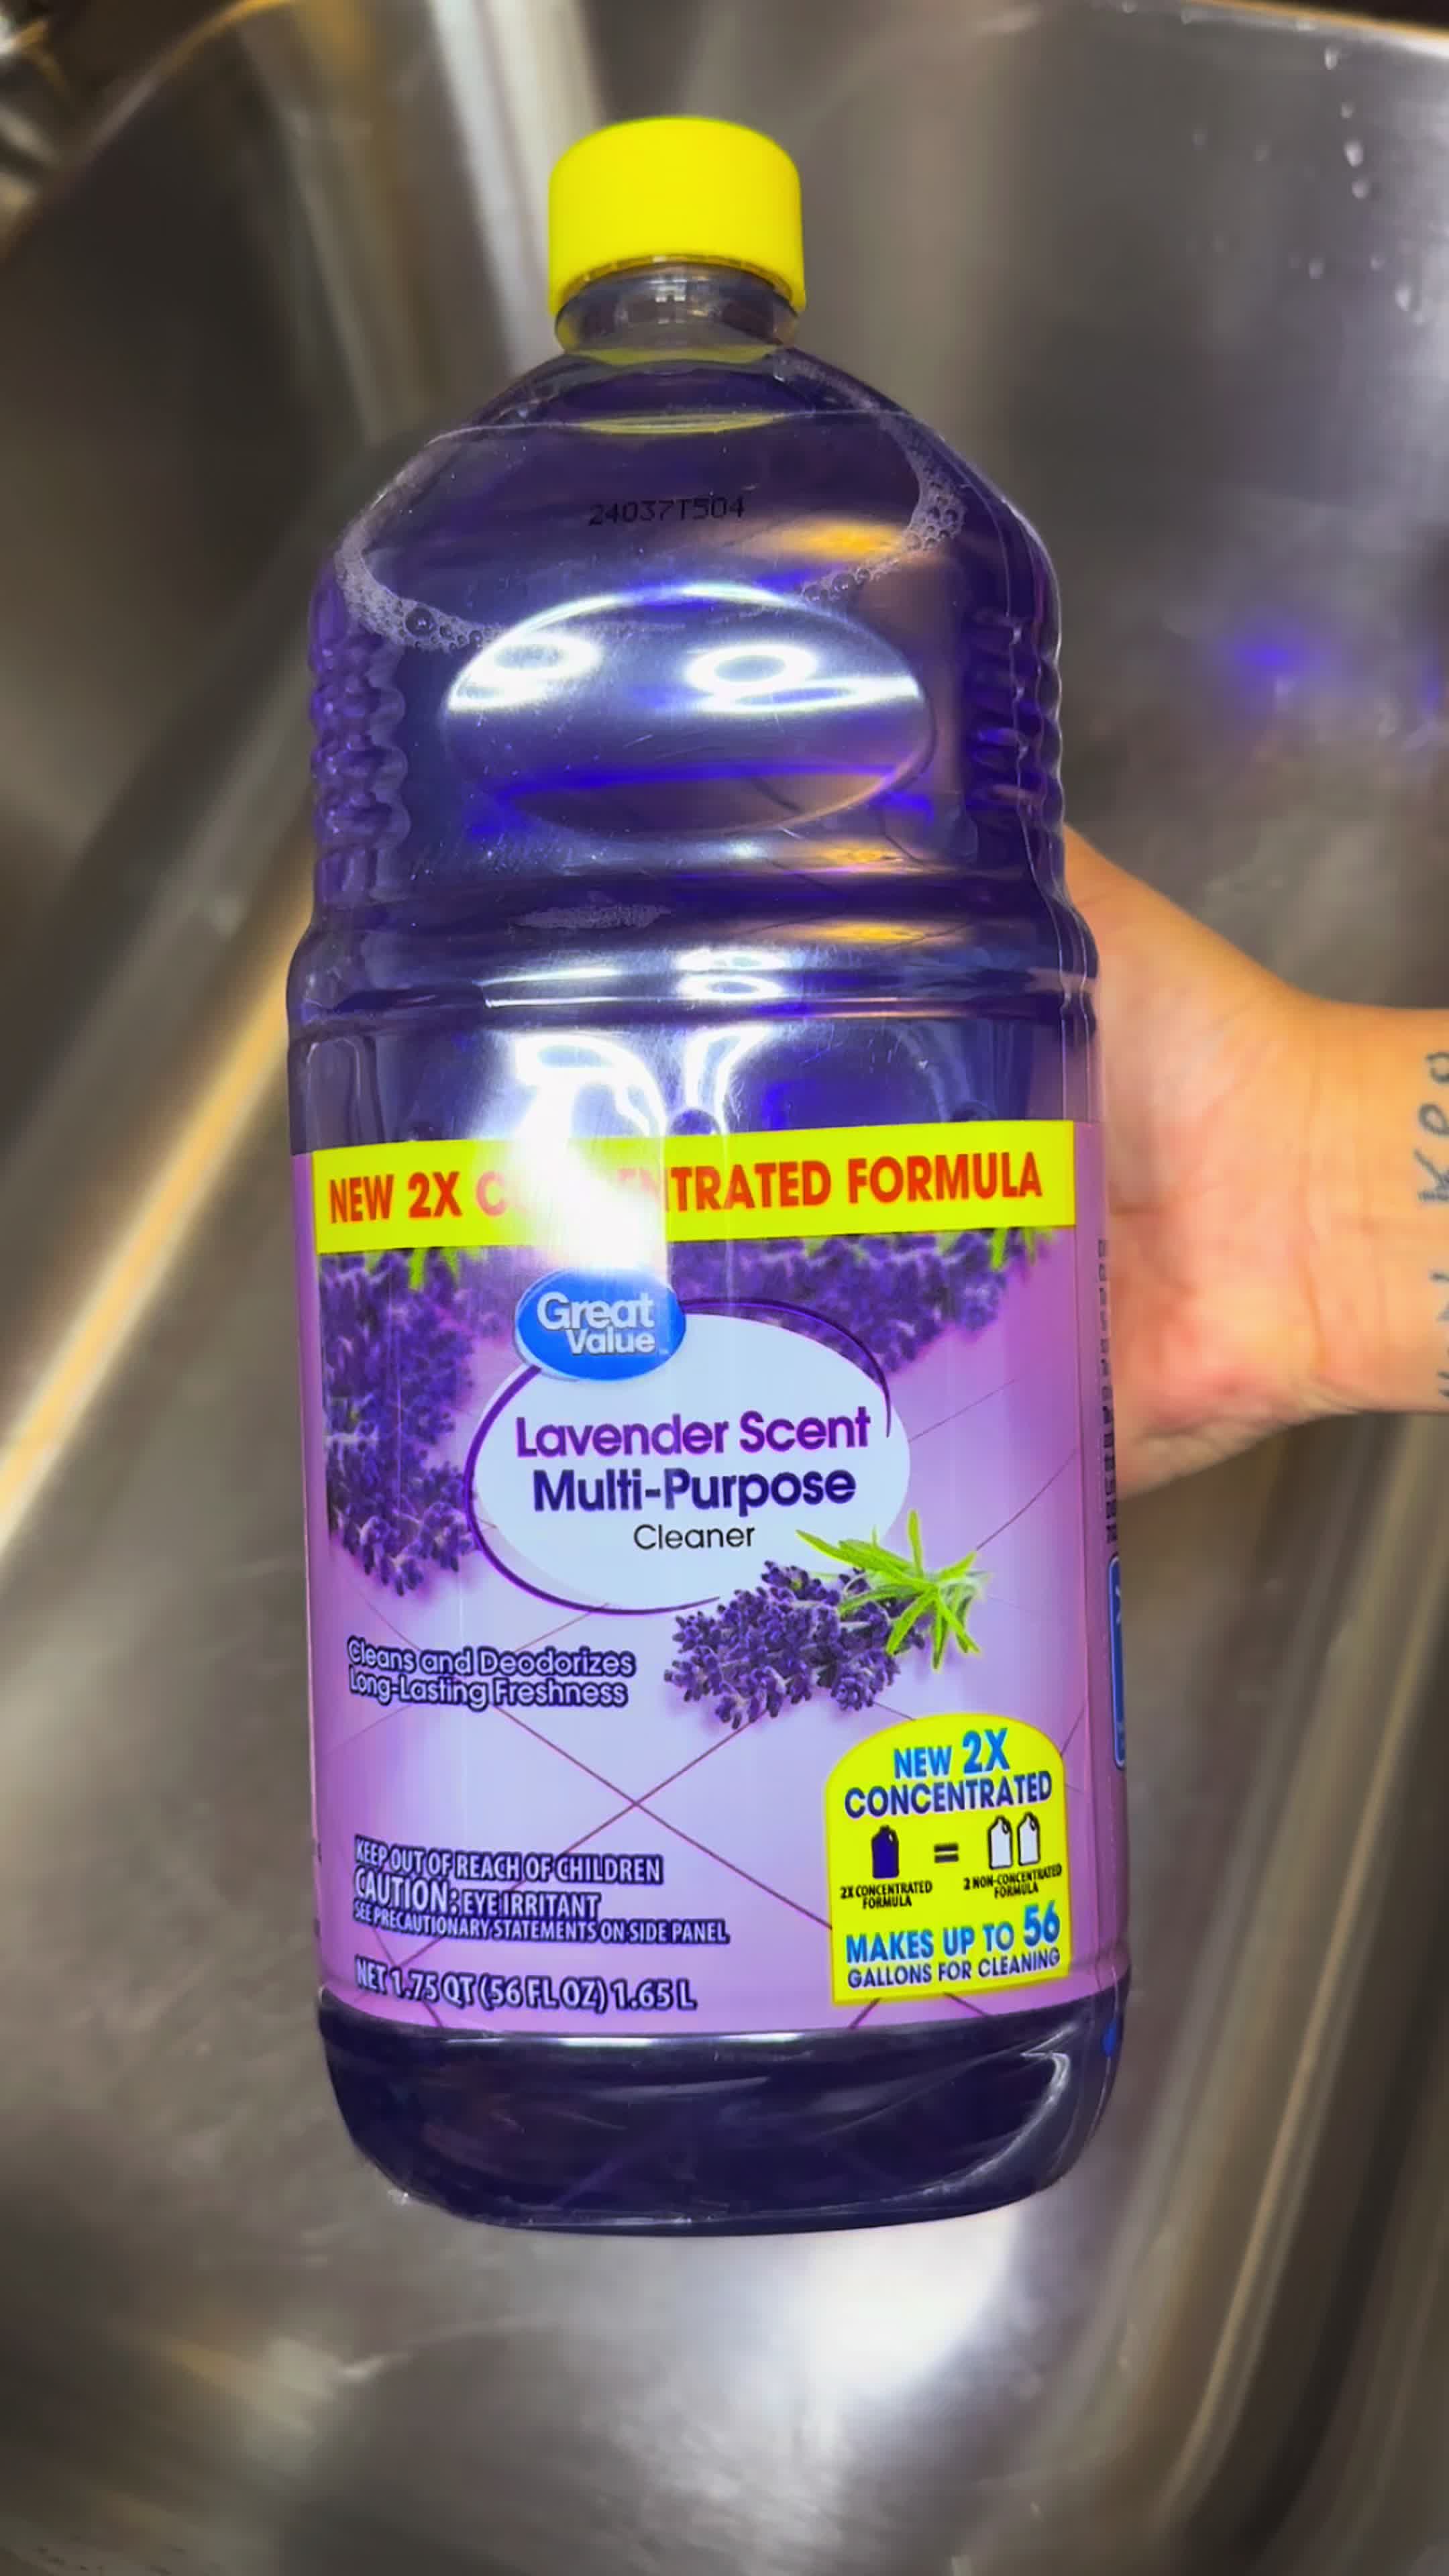 24037T504
NEW 2X CONCENTRATED FORMULA
Great
Value
Lavender Scent
Multi-Purpose
Cleaner
Cleans and Deodorizes
Long-Lasting Freshness
NEW 2X
CONCENTRATED
=
2X CONCENTRATED
FORMULA
2 NON-CONCENTRATED
FORMULA
MAKES UP TO 56
GALLONS FOR CLEANING
KEEP OUT OF REACH OF CHILDREN
CAUTION: EYE IRRITANT
SEE PRECAUTIONARY STATEMENTS ON SIDE PANEL
NET 1.75 QT (56 FL OZ) 1.65 L